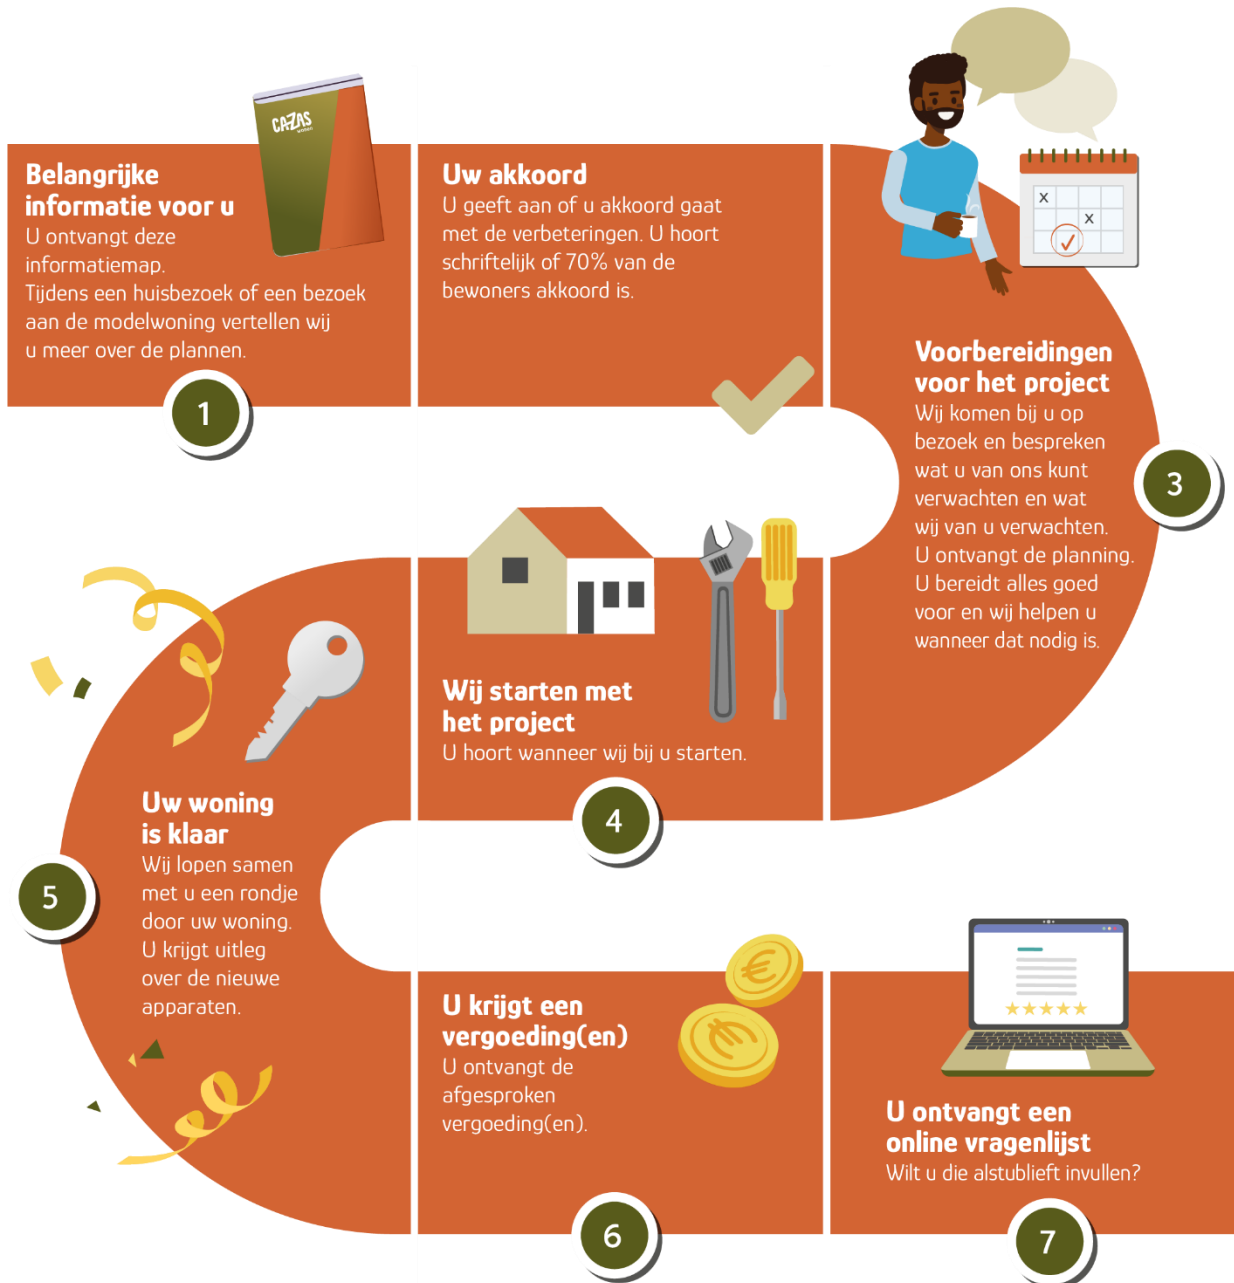 CAZAS
wonen
Belangrijke
informatie voor u
U ontvangt deze
informatiemap.
Tijdens een huisbezoek of een bezoek
aan de modelwoning vertellen wij
u meer over de plannen.
1
Uw akkoord
U geeft aan of u akkoord gaat
met de verbeteringen. U hoort
schriftelijk of 70% van de
bewoners akkoord is.
X
X
Voorbereidingen
voor het project
Wij komen bij u op
bezoek en bespreken
wat u van ons kunt
verwachten en wat
wij van u verwachten.
U ontvangt de planning.
U bereidt alles goed
voor en wij helpen u
wanneer dat nodig is.
3
Wij starten met
het project
U hoort wanneer wij bij u starten.
4
Uw woning
is klaar
Wij lopen samen
met u een rondje
door uw woning.
U krijgt uitleg
over de nieuwe
apparaten.
5
€
€
U krijgt een
vergoeding(en)
U ontvangt de
afgesproken
vergoeding(en).
6
U ontvangt een
online vragenlijst
Wilt u die alstublieft invullen?
7